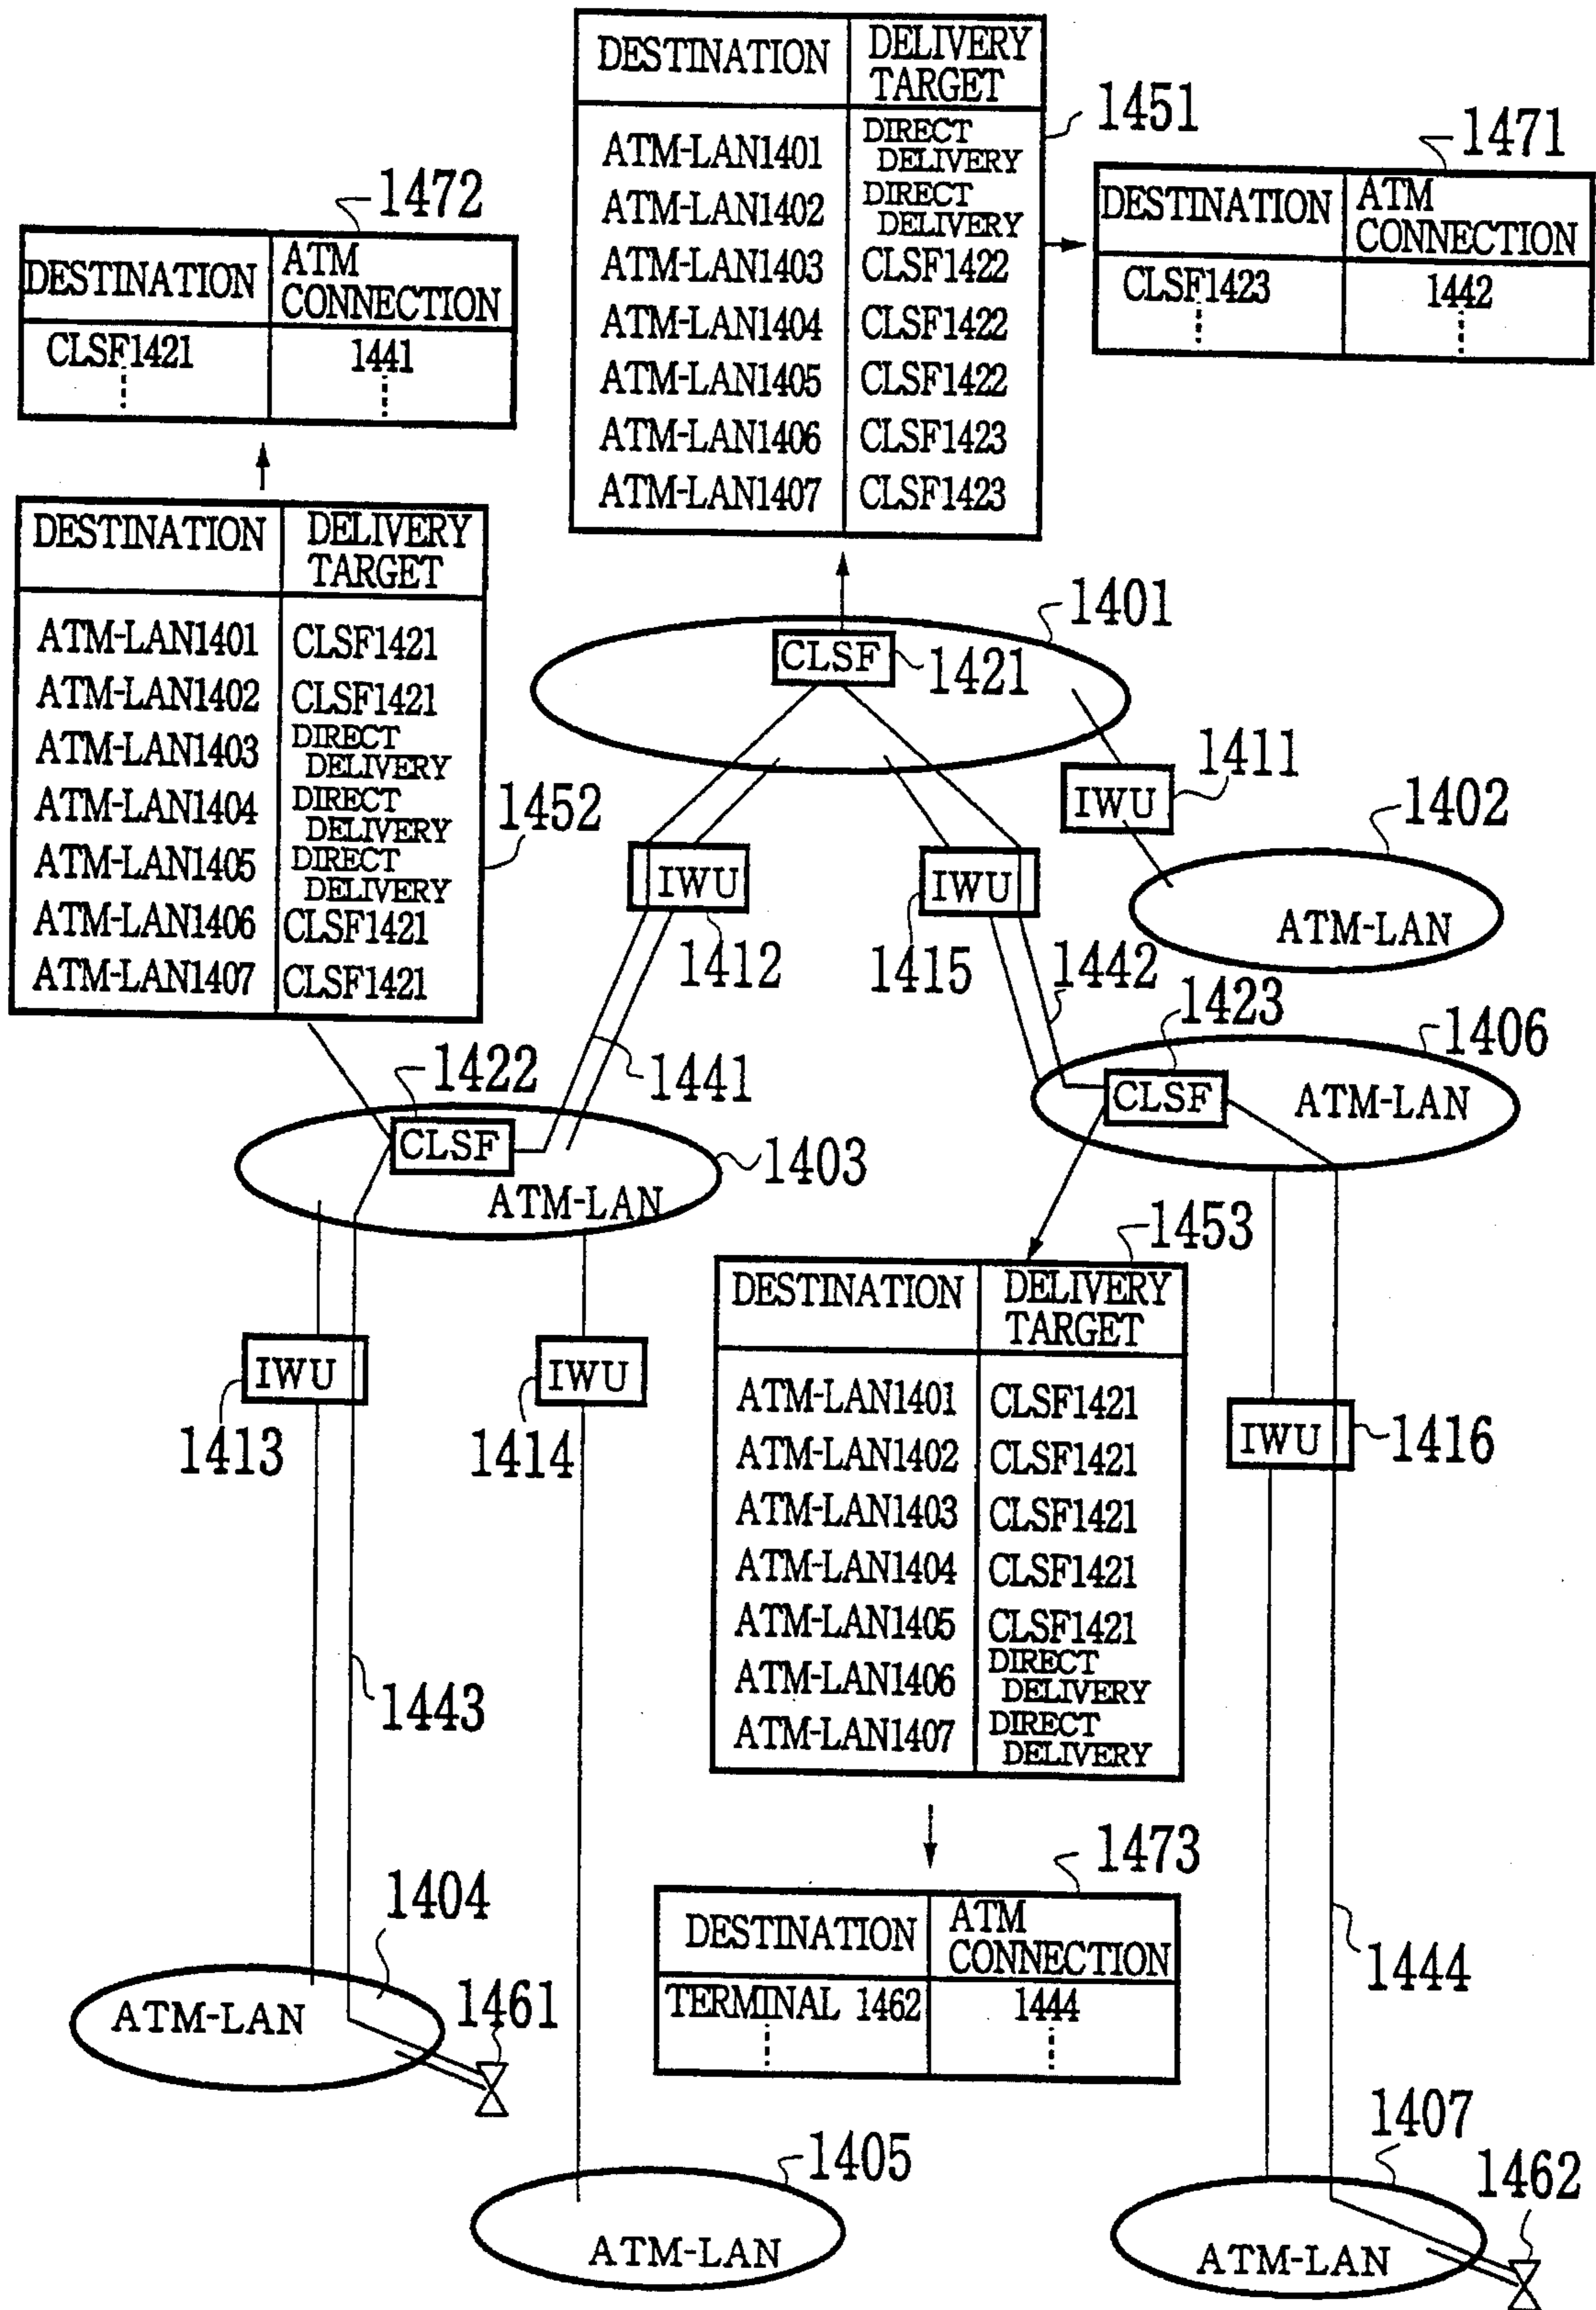 DESTINATION DELIVERY TARGET
ATM-LAN1401 DIRECT DELIVERY
ATM-LAN1402 DIRECT DELIVERY
ATM-LAN1403 CLSF1422
ATM-LAN1404 CLSF1422
ATM-LAN1405 CLSF1422
ATM-LAN1406 CLSF1423
ATM-LAN1407 CLSF1423
1451
1471
DESTINATION ATM CONNECTION
CLSF1423 1442
1472
DESTINATION ATM CONNECTION
CLSF1421 1441
DESTINATION DELIVERY TARGET
ATM-LAN1401 CLSF1421
ATM-LAN1402 CLSF1421
ATM-LAN1403 DIRECT DELIVERY
ATM-LAN1404 DIRECT DELIVERY
ATM-LAN1405 DIRECT DELIVERY
ATM-LAN1406 CLSF1421
ATM-LAN1407 CLSF1421
1452
1401
CLSF
1421
1411
IWU
1402
ATM-LAN
IWU
1412
IWU
1415
1442
1423
1406
CLSF
ATM-LAN
1441
1422
CLSF
1403
ATM-LAN
1453
DESTINATION DELIVERY TARGET
ATM-LAN1401 CLSF1421
ATM-LAN1402 CLSF1421
ATM-LAN1403 CLSF1421
ATM-LAN1404 CLSF1421
ATM-LAN1405 CLSF1421
ATM-LAN1406 DIRECT DELIVERY
ATM-LAN1407 DIRECT DELIVERY
IWU
1413
IWU
1414
IWU
1416
1443
1473
DESTINATION ATM CONNECTION
TERMINAL 1462 1444
1444
1404
ATM-LAN
1461
1405
ATM-LAN
1407
ATM-LAN
1462